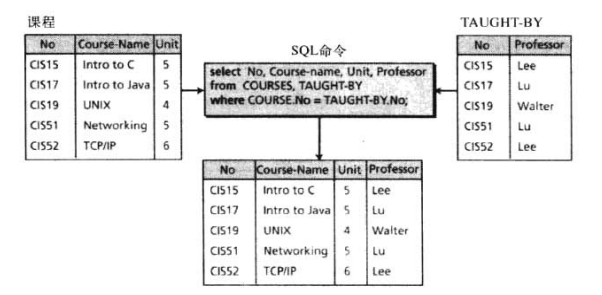 课程
No Course-Name Unit
CIS15 Intro to C 5
CIS17 Intro to Java 5
CIS19 UNIX 4
CIS51 Networking 5
CIS52 TCP/IP 6
SQL命令
select No, Course-name, Unit, Professor
from COURSES, TAUGHT-BY
where COURSE.No = TAUGHT-BY.No;
TAUGHT-BY
No Professor
CIS15 Lee
CIS17 Lu
CIS19 Walter
CIS51 Lu
CIS52 Lee
No Course-Name Unit Professor
CIS15 Intro to C 5 Lee
CIS17 Intro to Java 5 Lu
CIS19 UNIX 4 Walter
CIS51 Networking 5 Lu
CIS52 TCP/IP 6 Lee